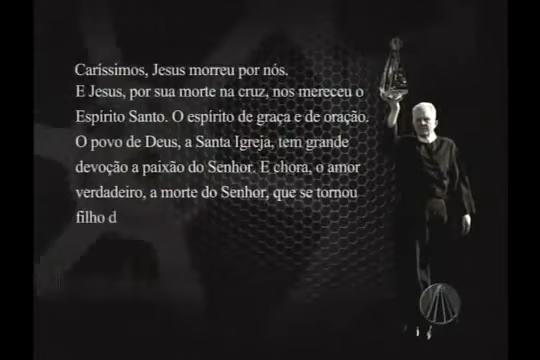 Caríssimos, Jesus morreu por nós.
E Jesus, por sua morte na cruz, nos mereceu o
Espírito Santo. O espírito de graça e de oração.
O povo de Deus, a Santa Igreja, tem grande
devoção a paixão do Senhor. E chora, o amor
verdadeiro, a morte do Senhor, que se tornou
filho d